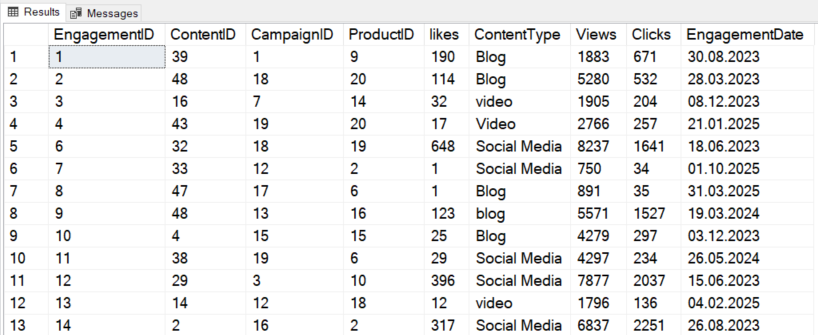 Results Messages
EngagementID ContentID CampaignID ProductID likes ContentType Views Clicks EngagementDate
1 1 39 1 9 190 Blog 1883 671 30.08.2023
2 2 48 18 20 114 Blog 5280 532 28.03.2023
3 3 16 7 14 32 video 1905 204 08.12.2023
4 4 43 19 20 17 Video 2766 257 21.01.2025
5 6 32 18 19 648 Social Media 8237 1641 18.06.2023
6 7 33 12 2 1 Social Media 750 34 01.10.2025
7 8 47 17 6 1 Blog 891 35 31.03.2025
8 9 48 13 16 123 blog 5571 1527 19.03.2024
9 10 4 15 15 25 Blog 4279 297 03.12.2023
10 11 38 19 6 29 Social Media 4297 234 26.05.2024
11 12 29 3 10 396 Social Media 7877 2037 15.06.2023
12 13 14 12 18 12 video 1796 136 04.02.2025
13 14 2 16 2 317 Social Media 6837 2251 26.08.2023